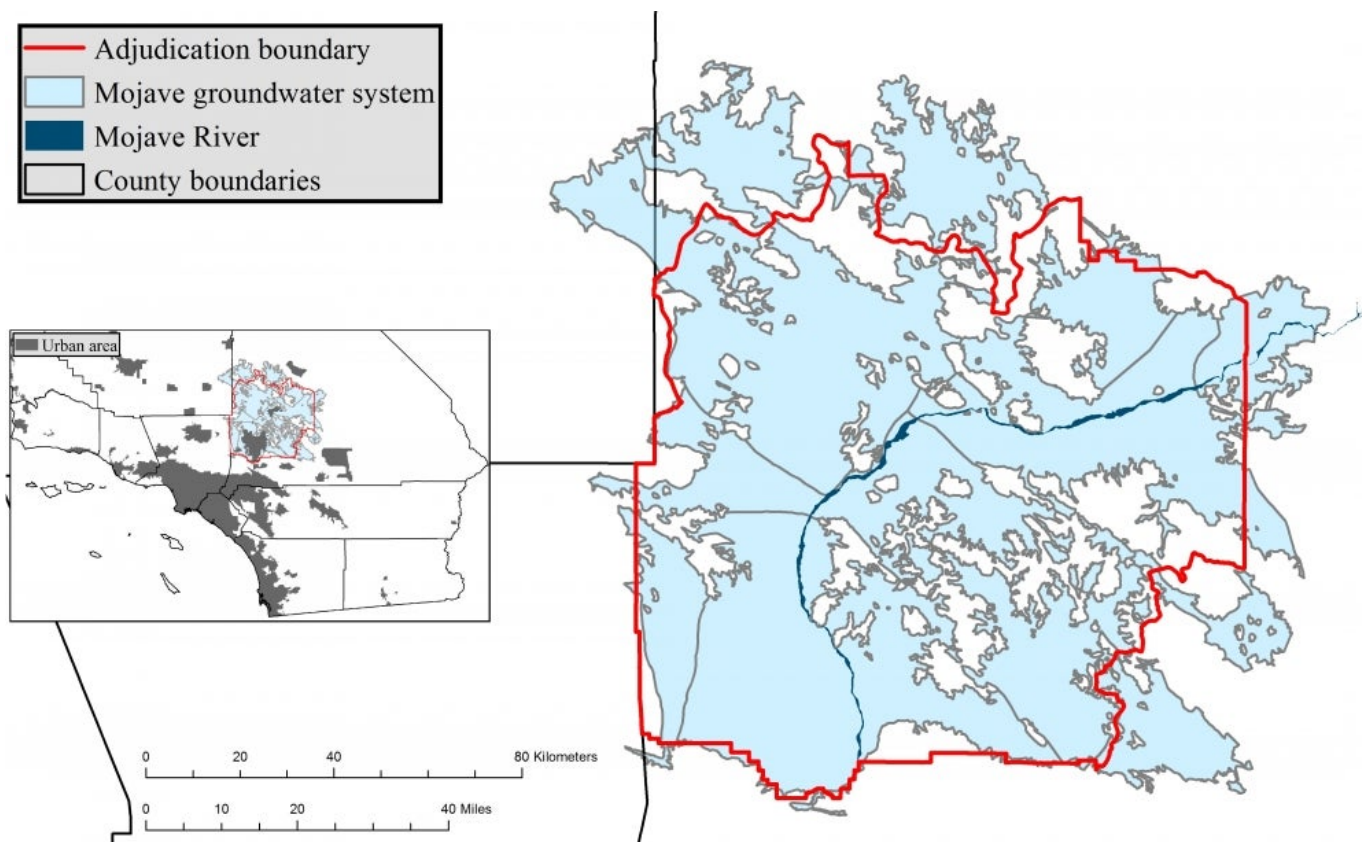 Adjudication boundary
Mojave groundwater system
Mojave River
County boundaries
Urban area
0 20 40 80 Kilometers
0 10 20 40 Miles